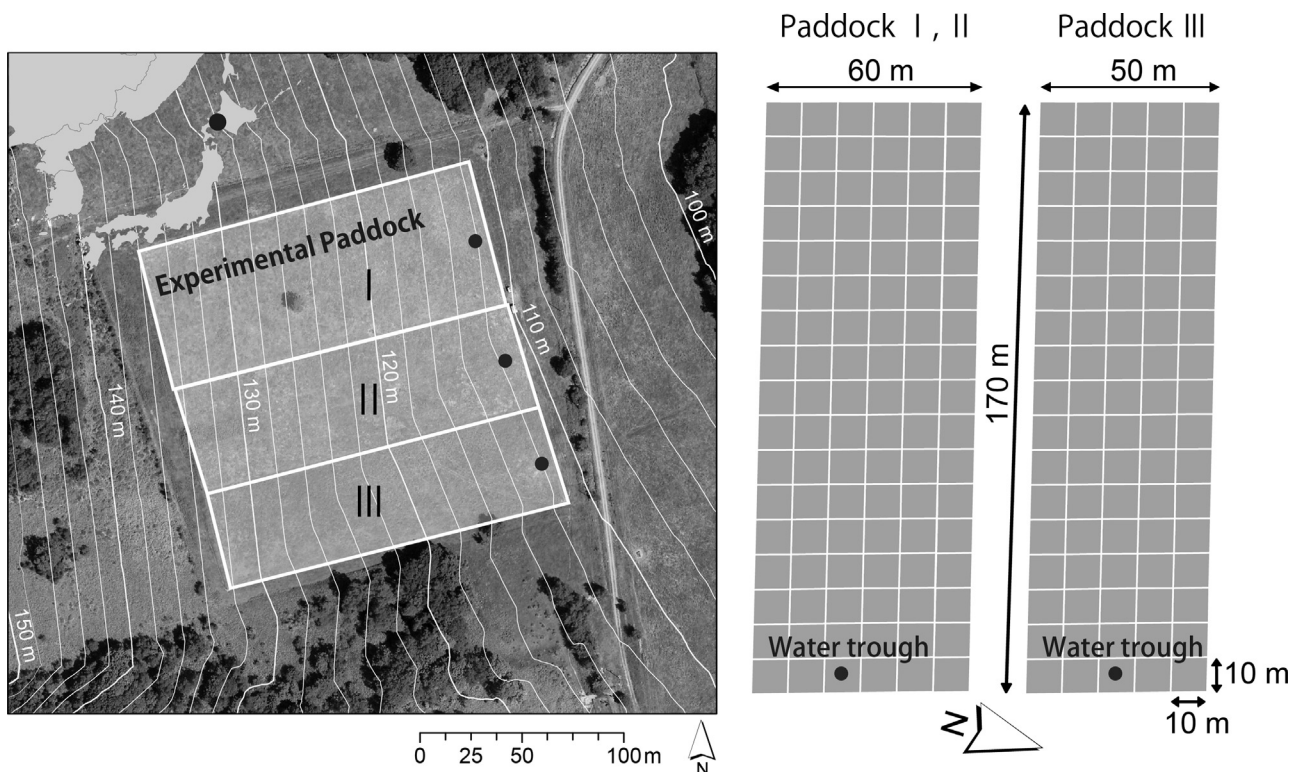 Experimental Paddock
I
II
III
100 m
110 m
120 m
130 m
140 m
150 m
0 25 50 100 m
N
Paddock I , II
60 m
Paddock III
50 m
170 m
Water trough
Water trough
10 m
10 m
N